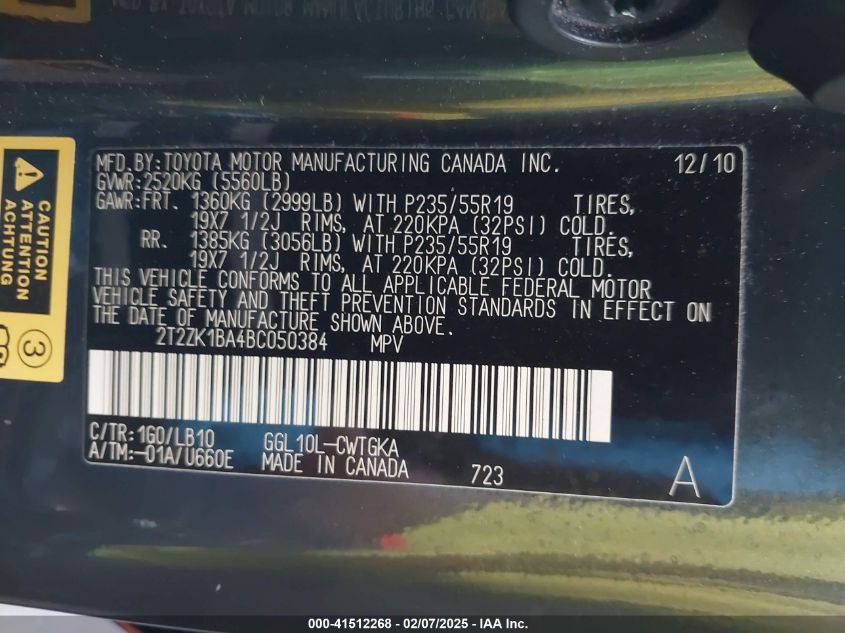 MFD.BY:TOYOTA MOTOR MANUFACTURING CANADA INC. 12/10
GVWR:2520KG (5560LB)
GAWR:FRT. 1360KG (2999LB) WITH P235/55R19 TIRES,
19X7 1/2J RIMS, AT 220KPA (32PSI) COLD.
RR. 1385KG (3056LB) WITH P235/55R19 TIRES,
19X7 1/2J RIMS, AT 220KPA (32PSI) COLD.
THIS VEHICLE CONFORMS TO ALL APPLICABLE FEDERAL MOTOR
VEHICLE SAFETY AND THEFT PREVENTION STANDARDS IN EFFECT ON
THE DATE OF MANUFACTURE SHOWN ABOVE.
2T2ZK1BA4BC050384 MPV
C/TR:1G0/LB10 GGL10L-CWTGKA
A/TM:-01A/U660E MADE IN CANADA 723 A
CAUTION
ATTENTION
ATENCIÓN
3
000-41512268 - 02/07/2025 - IAA Inc.